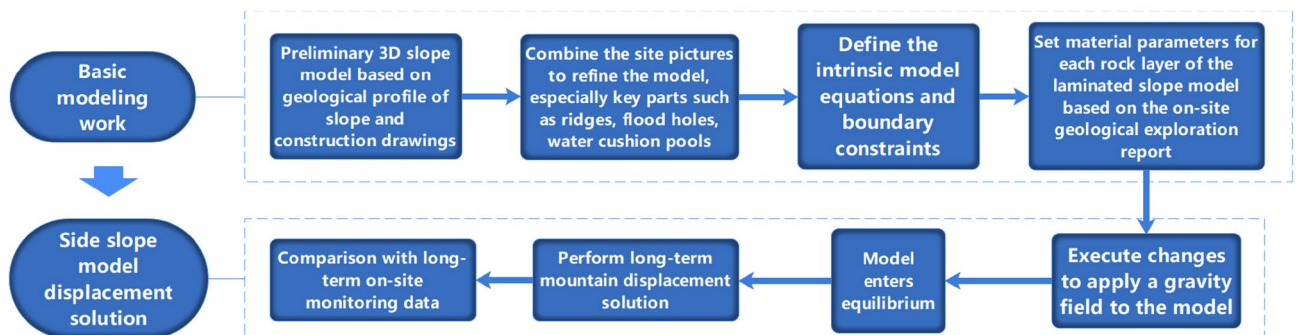 Basic
modeling
work
Preliminary 3D slope
model based on
geological profile of
slope and
construction drawings
Combine the site pictures
to refine the model,
especially key parts such
as ridges, flood holes,
water cushion pools
Define the
intrinsic model
equations and
boundary
constraints
Set material parameters for
each rock layer of the
laminated slope model
based on the on-site
geological exploration
report
Side slope
model
displacement
solution
Execute changes
to apply a gravity
field to the model
Model
enters
equilibrium
Perform long-term
mountain displacement
solution
Comparison with long-
term on-site
monitoring data